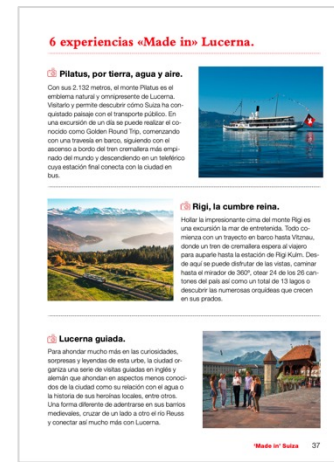 6 experiencias «Made in» Lucerna.
Pilatus, por tierra, agua y aire.
Con sus 2.132 metros, el monte Pilatus es el
emblema natural y omnipresente de Lucerna.
Visitarlo y permite descubrir cómo Suiza ha con-
quistado paisaje con el transporte público. En
una excursión de un día se puede realizar el co-
nocido como Golden Round Trip, comenzando
con una travesía en barco, siguiendo con el
ascenso a bordo del tren cremallera más empi-
nado del mundo y descendiendo en un teleférico
cuya estación final conecta con la ciudad en
bus.
Rigi, la cumbre reina.
Hollar la impresionante cima del monte Rigi es
una excursión la mar de entretenida. Todo co-
mienza con un trayecto en barco hasta Vitznau,
donde un tren de cremallera espera al viajero
para auparle hasta la estación de Rigi Kulm. Des-
de aquí se puede disfrutar de las vistas, caminar
hasta el mirador de 360º, otear 24 de los 26 can-
tones del país así como un total de 13 lagos o
descubrir las numerosas orquídeas que crecen
en sus prados.
Lucerna guiada.
Para ahondar mucho más en las curiosidades,
sorpresas y leyendas de esta urbe, la ciudad or-
ganiza una serie de visitas guiadas en inglés y
alemán que ahondan en aspectos menos conoci-
dos de la ciudad como su relación con el agua o
la historia de sus heroínas locales, entre otros.
Una forma diferente de adentrarse en sus barrios
medievales, cruzar de un lado a otro el río Reuss
y conectar así mucho más con Lucerna.
'Made in' Suiza 37